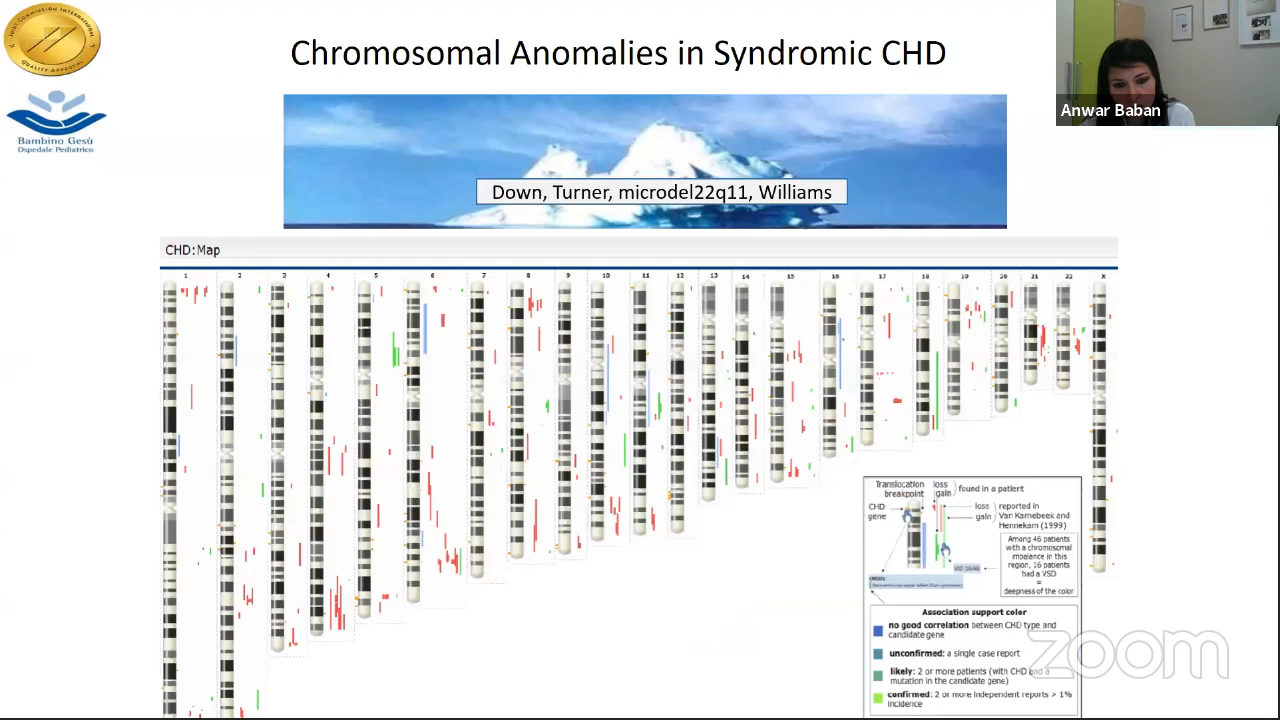 JOINT COMMISSION INTERNATIONAL
QUALITY APPROVAL
Bambino Gesù
Ospedale Pediatrico
Chromosomal Anomalies in Syndromic CHD
Anwar Baban
Down, Turner, microdel22q11, Williams
CHD:Map
1 2 3 4 5 6 7 8 9 10 11 12 13 14 15 16 17 18 19 20 21 22 X
Translocation breakpoint
loss
gain
found in a patient
CHD gene
loss
gain
reported in
Van Karnebeek and
Hennekam (1999)
Among 46 patients
with a chromosomal
imbalance in this
region, 16 patients
had a VSD
=
deepness of the color
VSD (16/46)
Association support color
no good correlation between CHD type and
candidate gene
unconfirmed: a single case report
likely: 2 or more patients (with CHD and a
mutation in the candidate gene)
confirmed: 2 or more independent reports > 1%
incidence
zoom